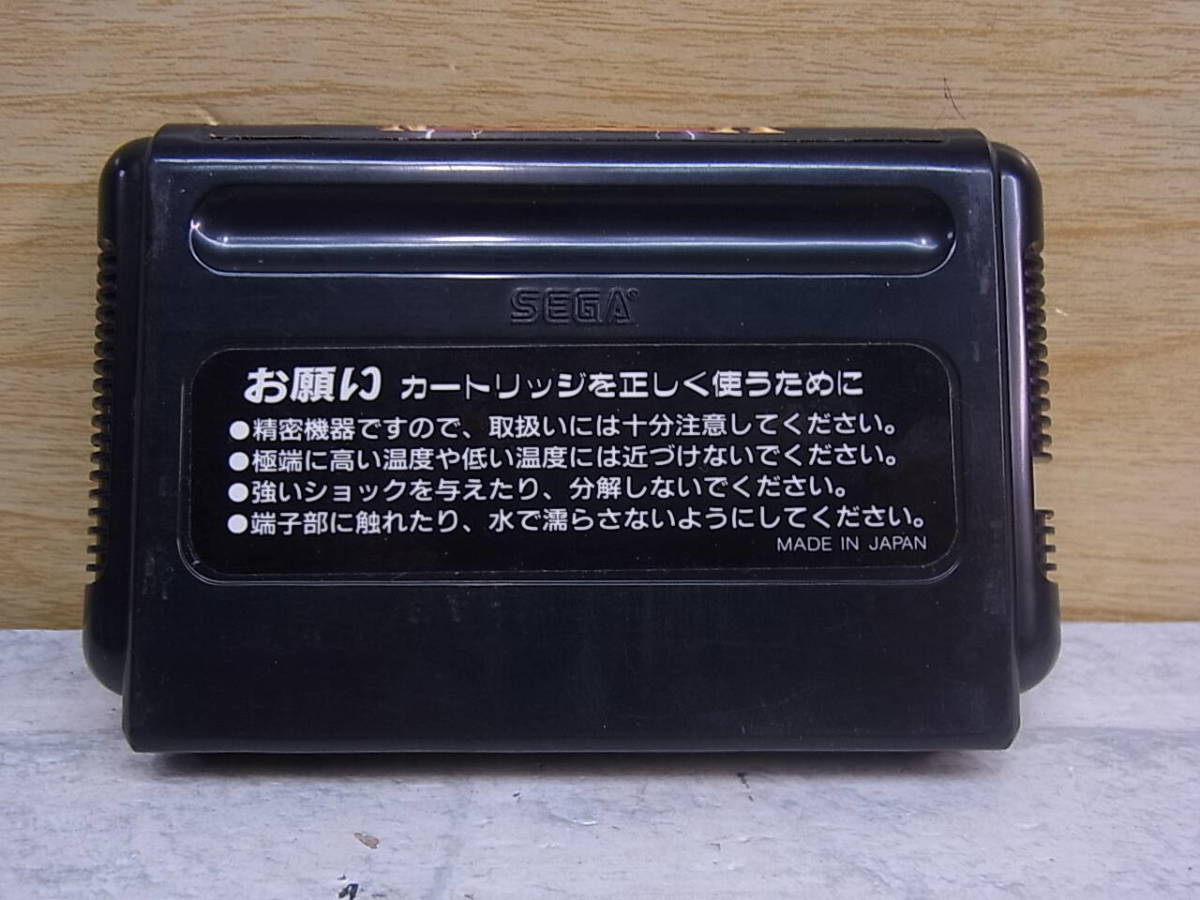 SEGA®
お願い カートリッジを正しく使うために
●精密機器ですので、取扱いには十分注意してください。
●極端に高い温度や低い温度には近づけないでください。
●強いショックを与えたり、分解しないでください。
●端子部に触れたり、水で濡らさないようにしてください。
MADE IN JAPAN